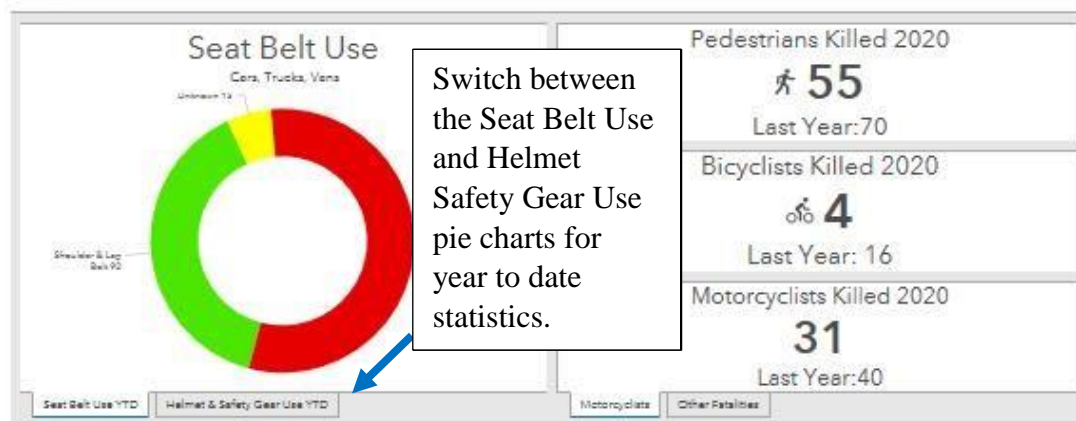 Seat Belt Use
Cars, Trucks, Vans
Unknown 13
Shoulder & Lap
Belt 90
Switch between
the Seat Belt Use
and Helmet
Safety Gear Use
pie charts for
year to date
statistics.
Seat Belt Use YTD
Helmet & Safety Gear Use YTD
Pedestrians Killed 2020
55
Last Year:70
Bicyclists Killed 2020
4
Last Year: 16
Motorcyclists Killed 2020
31
Last Year:40
Motorcyclists
Other Fatalities